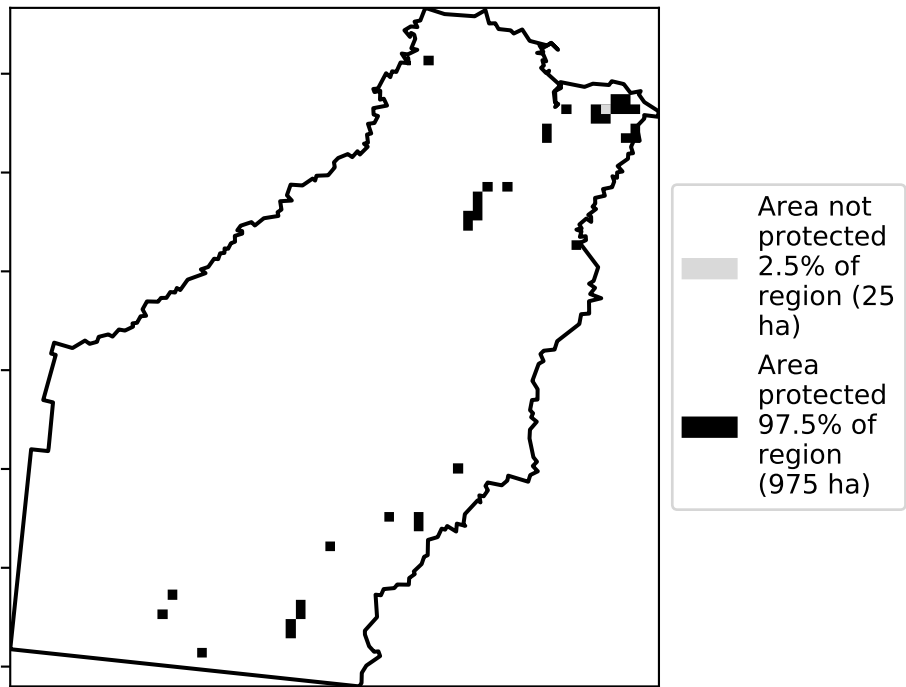 Area not
protected
2.5% of
region (25
ha)
Area
protected
97.5% of
region
(975 ha)